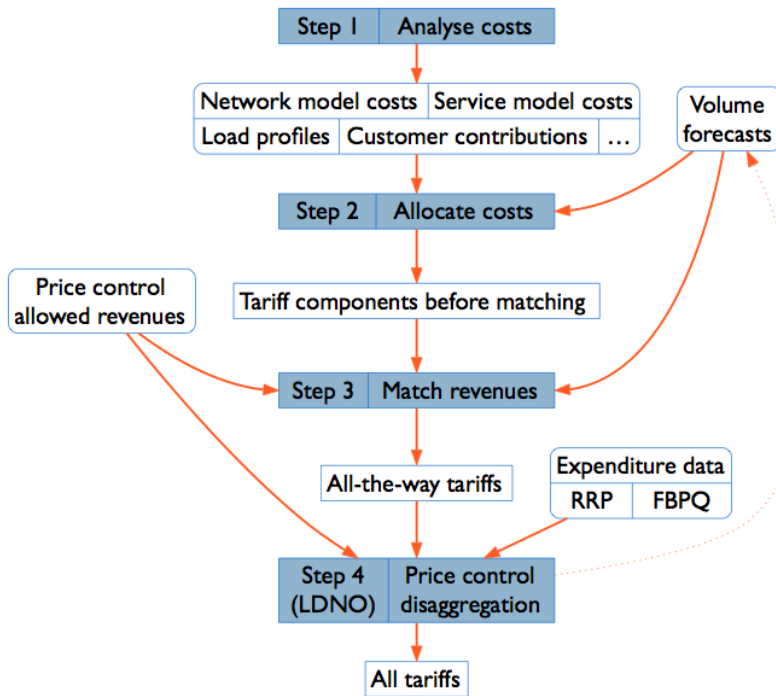 Step 1 Analyse costs
Network model costs Service model costs
Load profiles Customer contributions ...
Volume
forecasts
Step 2 Allocate costs
Price control
allowed revenues
Tariff components before matching
Step 3 Match revenues
All-the-way tariffs
Expenditure data
RRP FBPQ
Step 4
(LDNO)
Price control
disaggregation
All tariffs